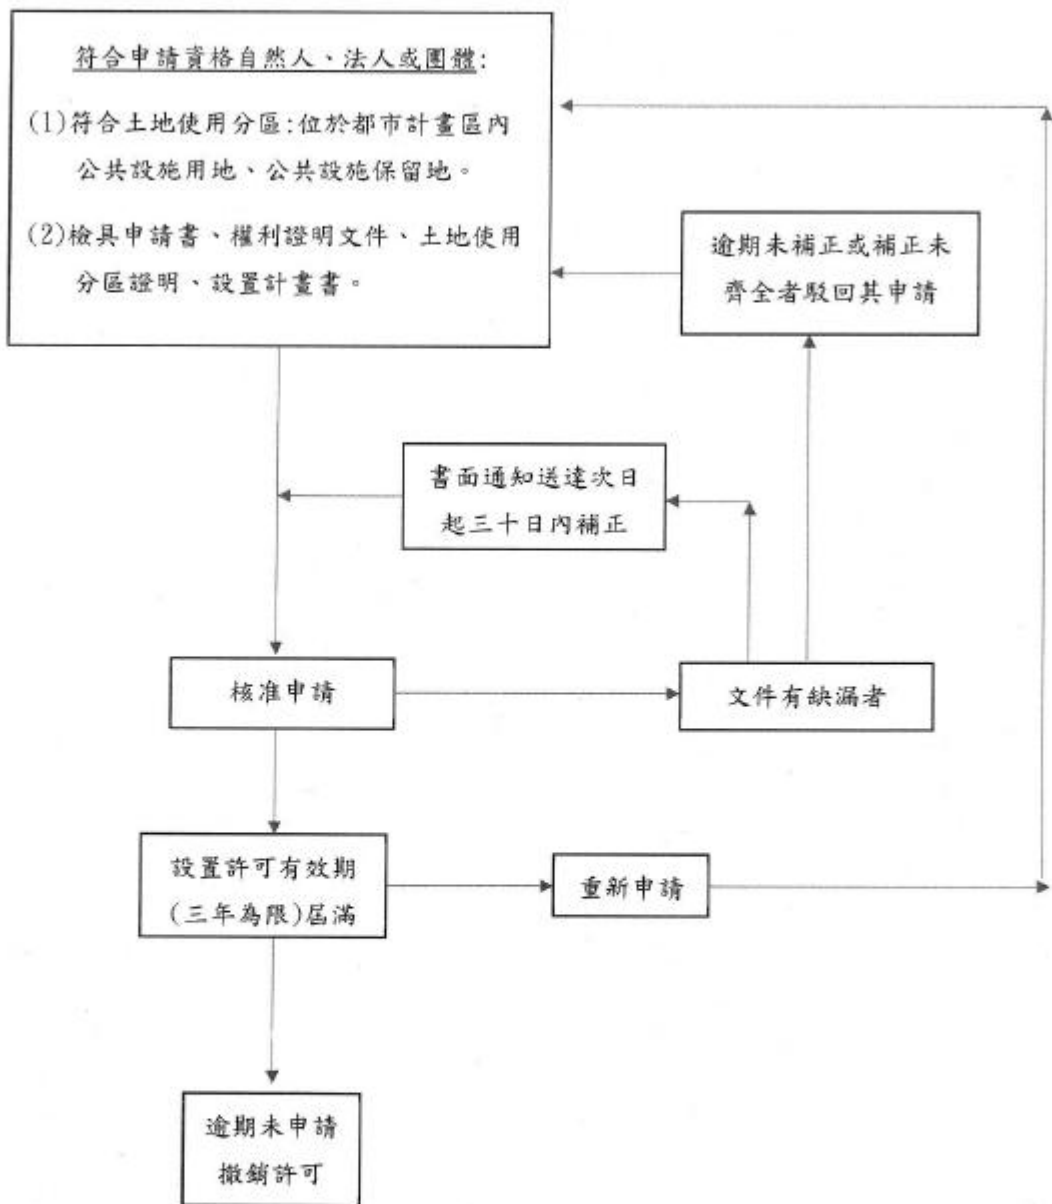 符合申請資格自然人、法人或團體:
(1)符合土地使用分區:位於都市計畫區內
公共設施用地、公共設施保留地。
(2)檢具申請書、權利證明文件、土地使用
分區證明、設置計畫書。
逾期未補正或補正未
齊全者駁回其申請
書面通知送達次日
起三十日內補正
核准申請
文件有缺漏者
設置許可有效期
(三年為限)屆滿
重新申請
逾期未申請
撤銷許可